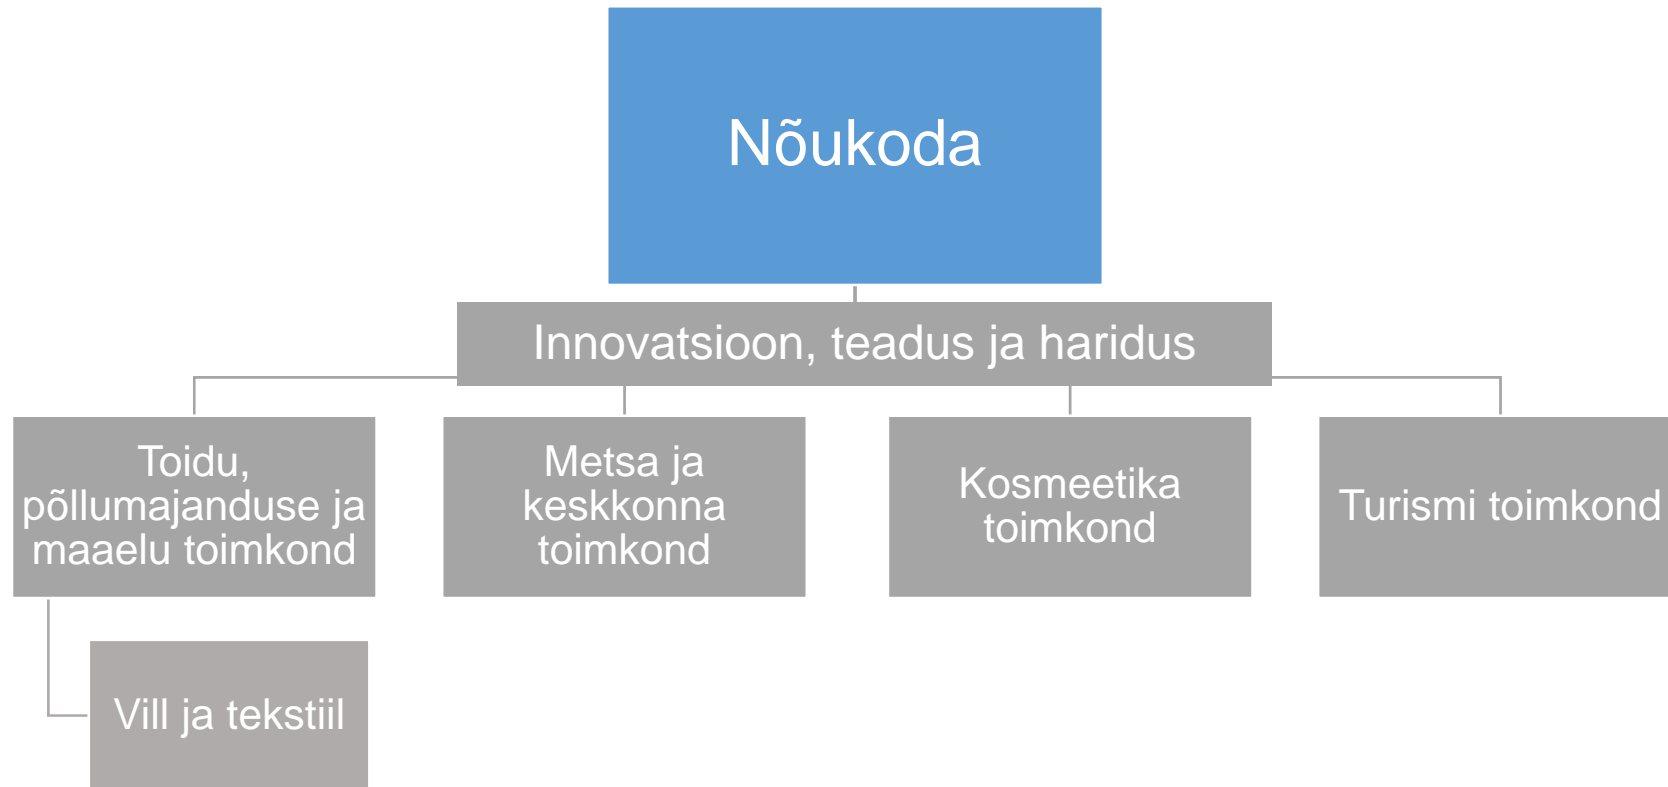 Nõukoda
Innovatsioon, teadus ja haridus
Toidu,
põllumajanduse ja
maaelu toimkond
Metsa ja
keskkonna
toimkond
Kosmeetika
toimkond
Turismi toimkond
Vill ja tekstiil